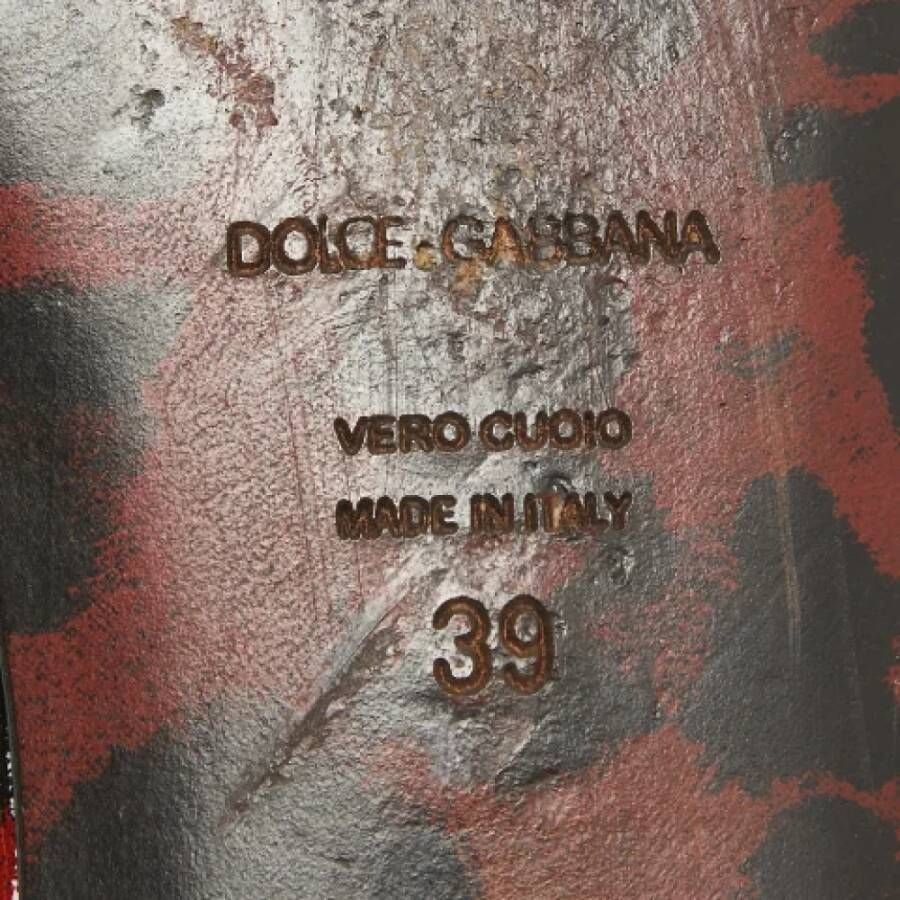 DOLCE & GABBANA
VERO CUOIO
MADE IN ITALY
39